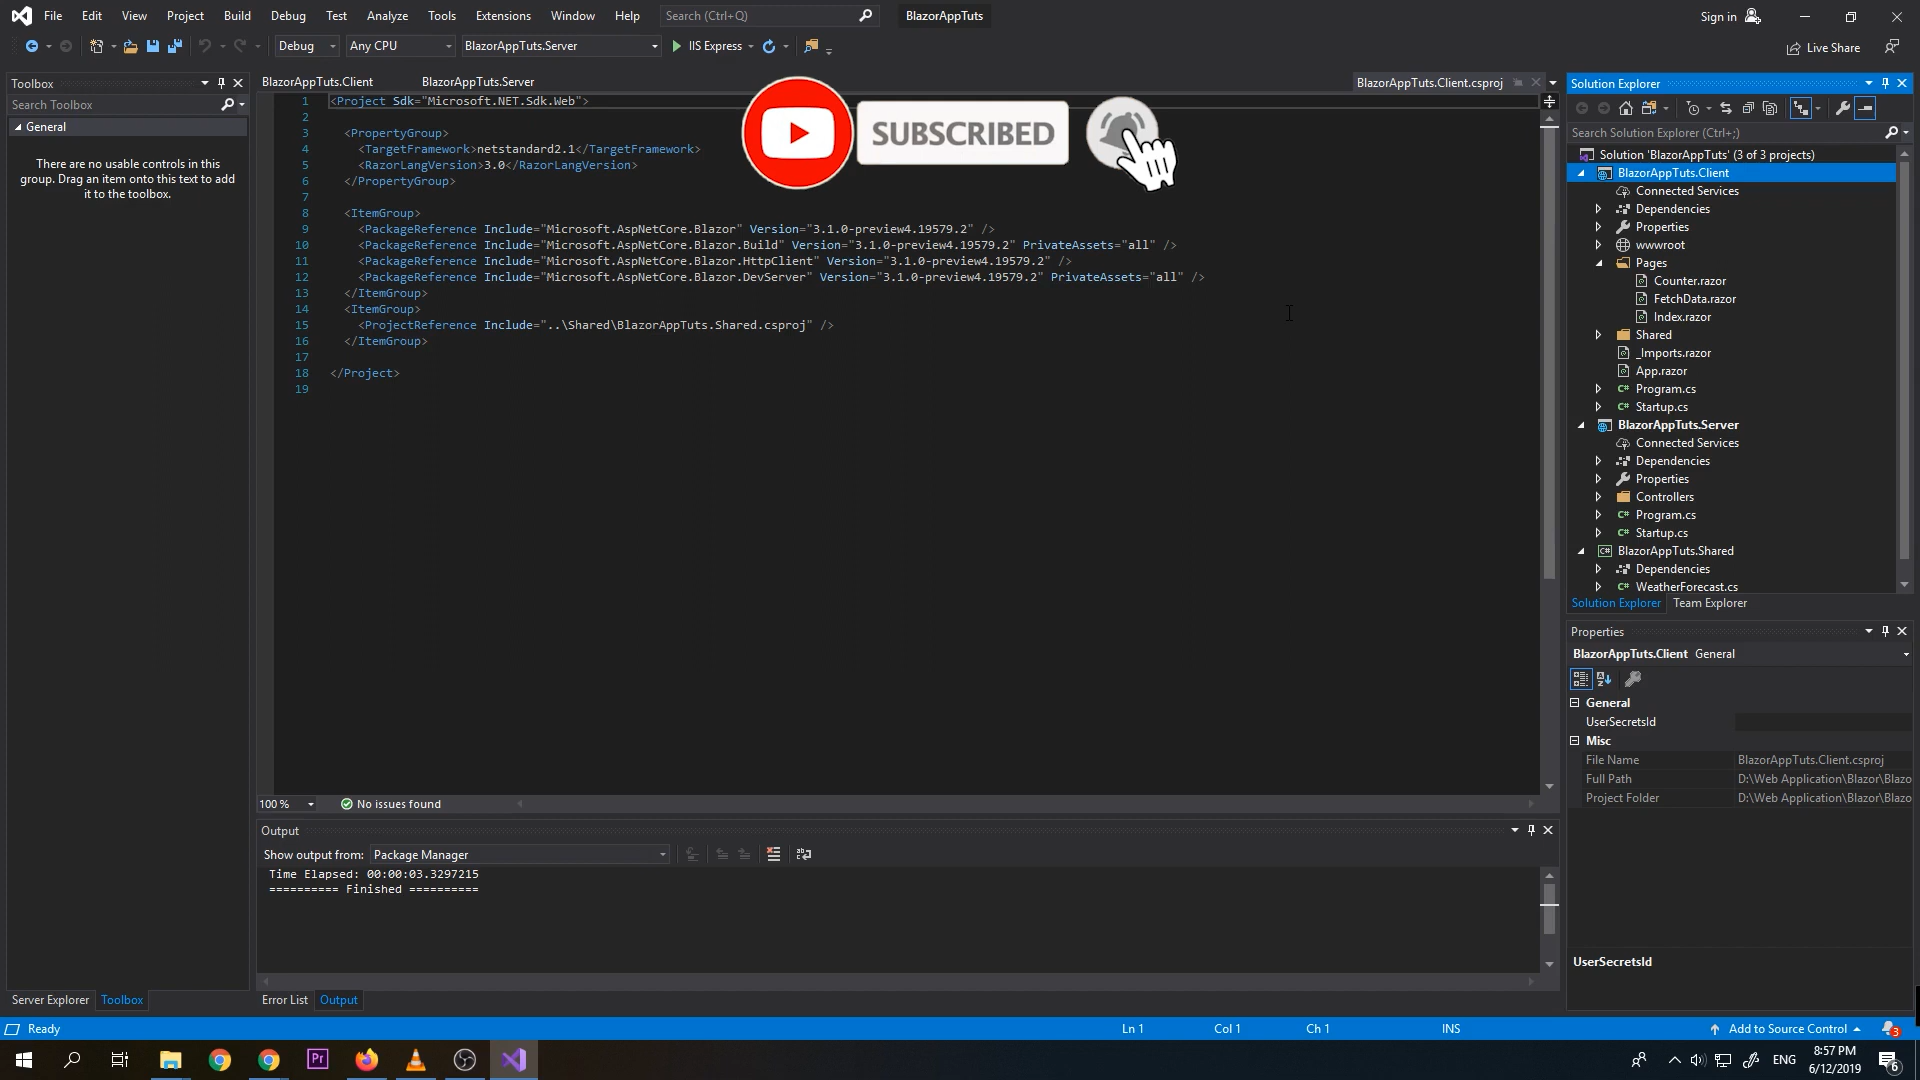 File Edit View Project Build Debug Test Analyze Tools Extensions Window Help Search (Ctrl+Q) BlazorAppTuts Sign in
Debug Any CPU BlazorAppTuts.Server IIS Express Live Share
Toolbox
Search Toolbox
General
There are no usable controls in this
group. Drag an item onto this text to add
it to the toolbox.
Server Explorer Toolbox
BlazorAppTuts.Client BlazorAppTuts.Server BlazorAppTuts.Client.csproj
SUBSCRIBED
1 <Project Sdk="Microsoft.NET.Sdk.Web">
2
3 <PropertyGroup>
4 <TargetFramework>netstandard2.1</TargetFramework>
5 <RazorLangVersion>3.0</RazorLangVersion>
6 </PropertyGroup>
7
8 <ItemGroup>
9 <PackageReference Include="Microsoft.AspNetCore.Blazor" Version="3.1.0-preview4.19579.2" />
10 <PackageReference Include="Microsoft.AspNetCore.Blazor.Build" Version="3.1.0-preview4.19579.2" PrivateAssets="all" />
11 <PackageReference Include="Microsoft.AspNetCore.Blazor.HttpClient" Version="3.1.0-preview4.19579.2" />
12 <PackageReference Include="Microsoft.AspNetCore.Blazor.DevServer" Version="3.1.0-preview4.19579.2" PrivateAssets="all" />
13 </ItemGroup>
14 <ItemGroup>
15 <ProjectReference Include="..\Shared\BlazorAppTuts.Shared.csproj" />
16 </ItemGroup>
17
18 </Project>
19
100 % No issues found
Output
Show output from: Package Manager
Time Elapsed: 00:00:03.3297215
========== Finished ==========
Error List Output
Solution Explorer
Search Solution Explorer (Ctrl+;)
Solution 'BlazorAppTuts' (3 of 3 projects)
BlazorAppTuts.Client
Connected Services
Dependencies
Properties
wwwroot
Pages
Counter.razor
FetchData.razor
Index.razor
Shared
_Imports.razor
App.razor
C# Program.cs
C# Startup.cs
BlazorAppTuts.Server
Connected Services
Dependencies
Properties
Controllers
C# Program.cs
C# Startup.cs
C# BlazorAppTuts.Shared
Dependencies
C# WeatherForecast.cs
Solution Explorer Team Explorer
Properties
BlazorAppTuts.Client General
General
UserSecretsId
Misc
File Name BlazorAppTuts.Client.csproj
Full Path D:\Web Application\Blazor\Blazo
Project Folder D:\Web Application\Blazor\Blazo
UserSecretsId
Ready Ln 1 Col 1 Ch 1 INS Add to Source Control 3
Pr ENG 8:57 PM
6/12/2019 6